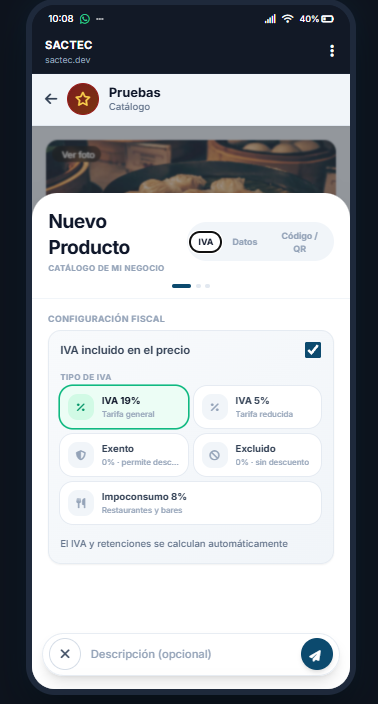 10:08
40%
SACTEC
sactec.dev
Pruebas
Catálogo
Ver foto
Nuevo
Producto
CATÁLOGO DE MI NEGOCIO
IVA
Datos
Código /
QR
CONFIGURACIÓN FISCAL
IVA incluido en el precio
TIPO DE IVA
IVA 19%
Tarifa general
IVA 5%
Tarifa reducida
Exento
0% · permite desc...
Excluido
0% · sin descuento
Impoconsumo 8%
Restaurantes y bares
El IVA y retenciones se calculan automáticamente
Descripción (opcional)